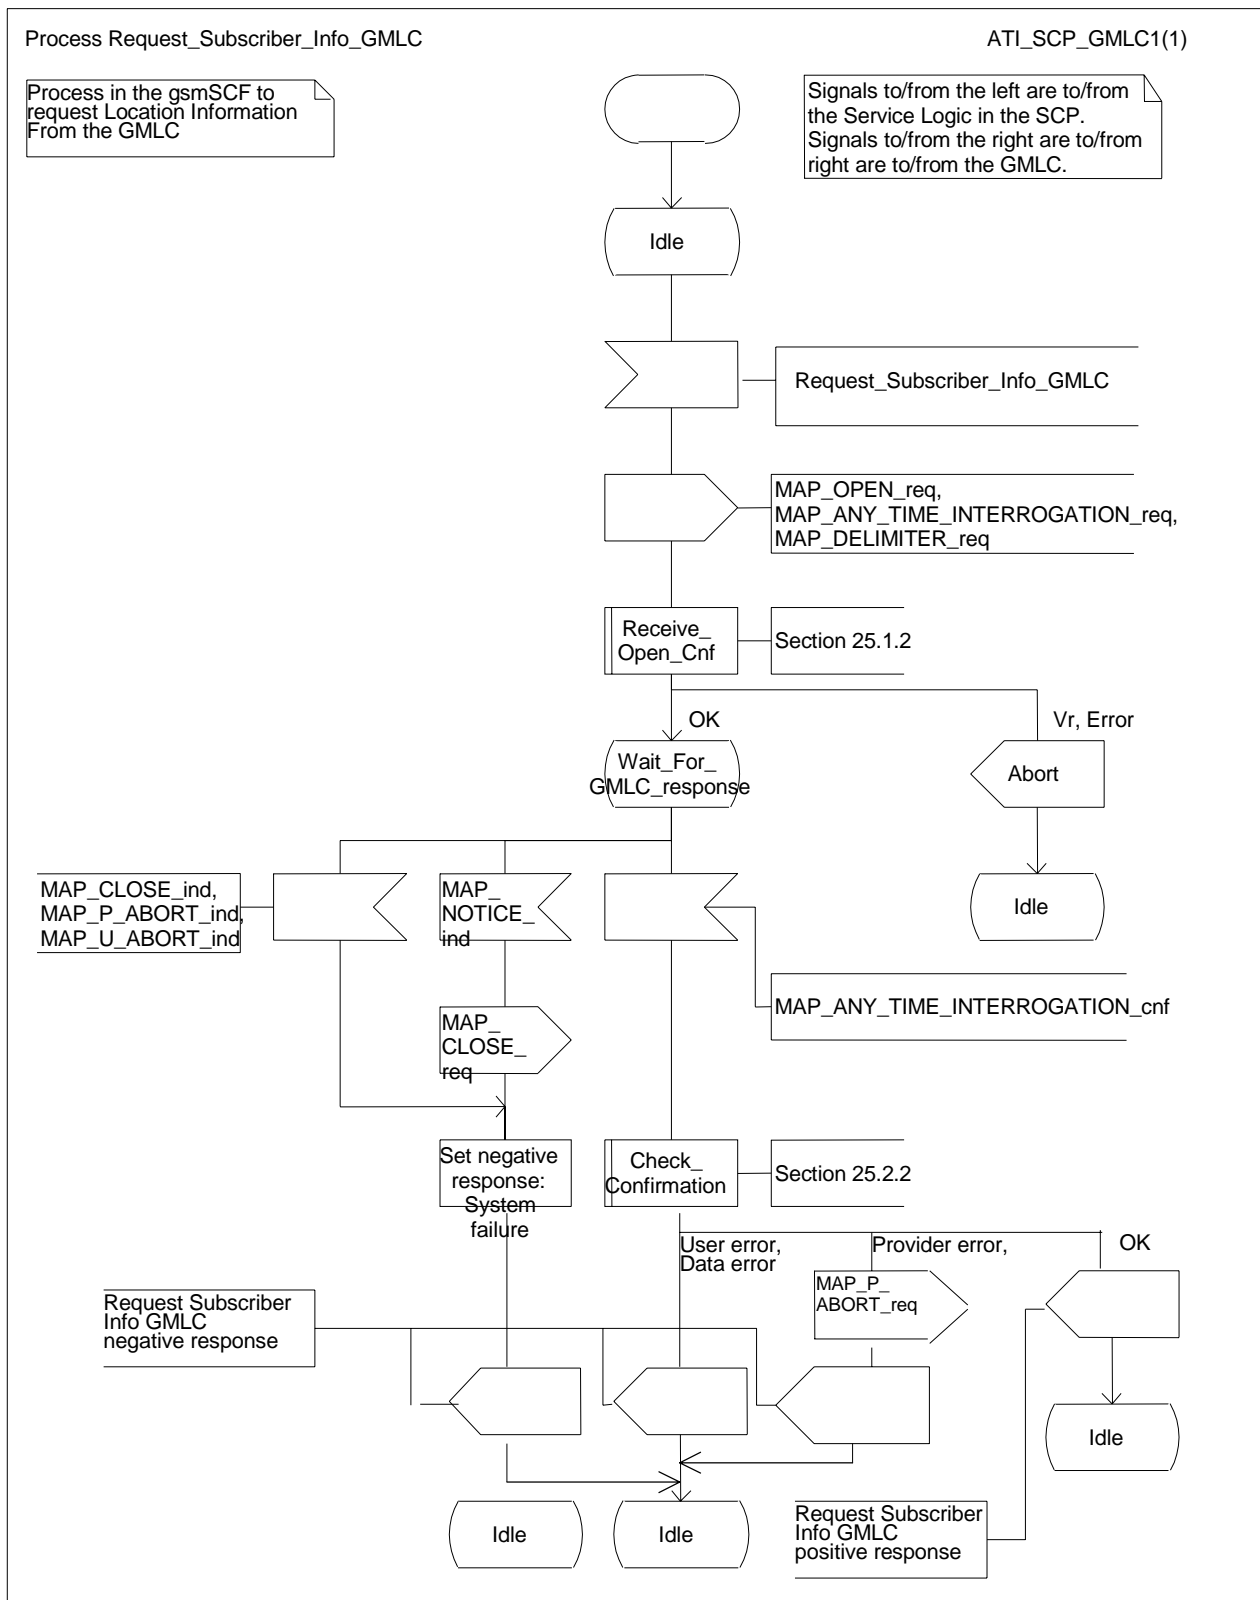 Process Request_Subscriber_Info_GMLC
ATI_SCP_GMLC1(1)
Process in the gsmSCF to
request Location Information
From the GMLC
Signals to/from the left are to/from
the Service Logic in the SCP.
Signals to/from the right are to/from
right are to/from the GMLC.
Idle
Request_Subscriber_Info_GMLC
MAP_OPEN_req,
MAP_ANY_TIME_INTERROGATION_req,
MAP_DELIMITER_req
Receive_
Open_Cnf
Section 25.1.2
OK
Vr, Error
Wait_For_
GMLC_response
Abort
MAP_CLOSE_ind,
MAP_P_ABORT_ind,
MAP_U_ABORT_ind
MAP_
NOTICE_
ind
Idle
MAP_ANY_TIME_INTERROGATION_cnf
MAP_
CLOSE_
req
Set negative
response:
System
failure
Check_
Confirmation
Section 25.2.2
User error,
Data error
Provider error,
OK
MAP_P_
ABORT_req
Request Subscriber
Info GMLC
negative response
Idle
Idle
Idle
Request Subscriber
Info GMLC
positive response